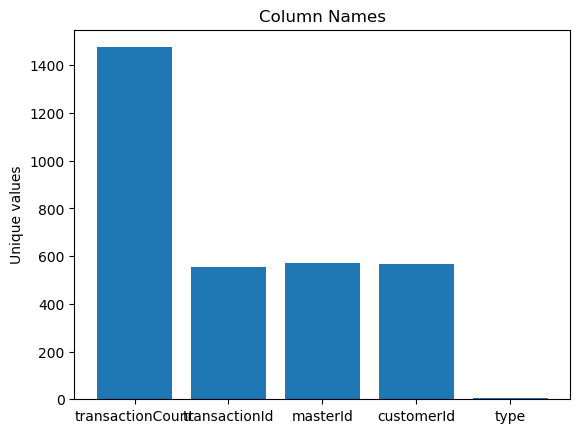 Column Names
Unique values
1400
1200
1000
800
600
400
200
0
transactionCount transactionId masterId customerId type